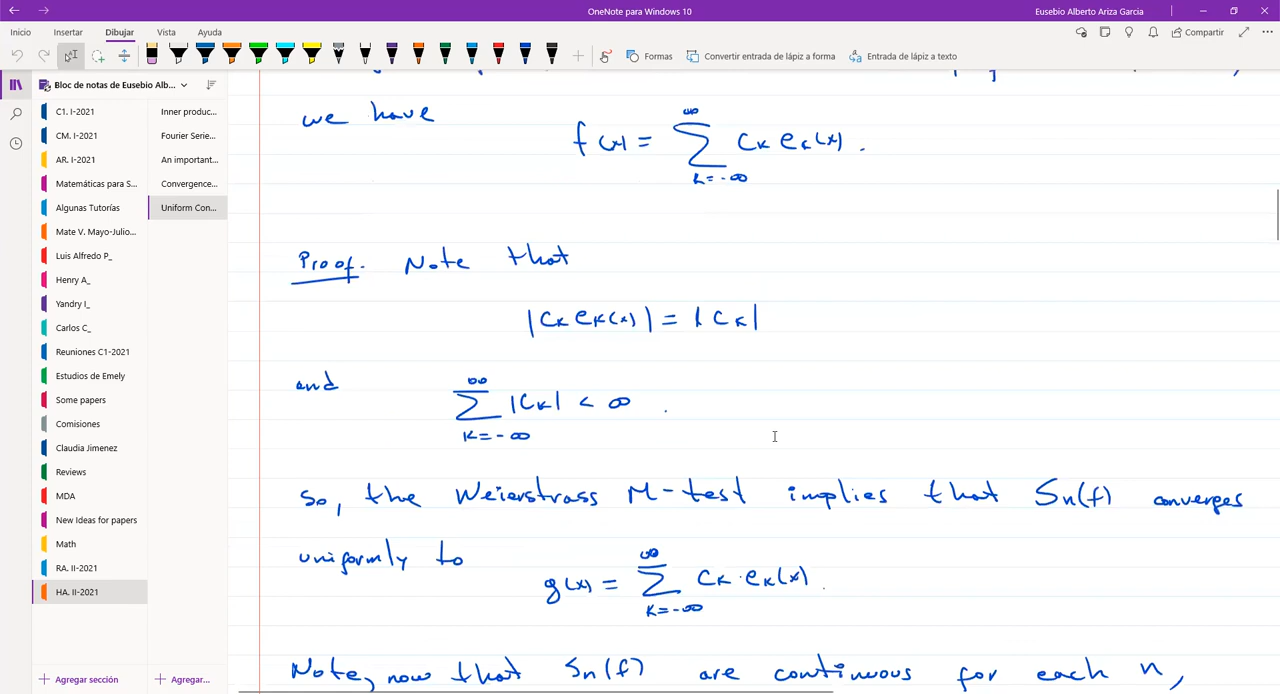 OneNote para Windows 10
Eusebio Alberto Ariza Garcia
Inicio Insertar Dibujar Vista Ayuda
Compartir
Formas Convertir entrada de lápiz a forma Entrada de lápiz a texto
Bloc de notas de Eusebio Alb...
C1. I-2021
CM. I-2021
AR. I-2021
Matemáticas para S...
Algunas Tutorías
Mate V. Mayo-Julio...
Luis Alfredo P_
Henry A_
Yandry I_
Carlos C_
Reuniones C1-2021
Estudios de Emely
Some papers
Comisiones
Claudia Jimenez
Reviews
MDA
New Ideas for papers
Math
RA. II-2021
HA. II-2021
Agregar sección
Inner produc...
Fourier Serie...
An important...
Convergence...
Uniform Con...
Agregar...
we have
f(x) = ∑_{k=-∞}^{∞} c_k e_k(x).
Proof. Note that
|c_k e_k(x)| = |c_k|
and ∑_{k=-∞}^{∞} |c_k| < ∞.
So, the Weierstrass M-test implies that S_n(f) converges
uniformly to
g(x) = ∑_{k=-∞}^{∞} c_k · e_k(x).
Note, now that S_n(f) are continuous for each n,